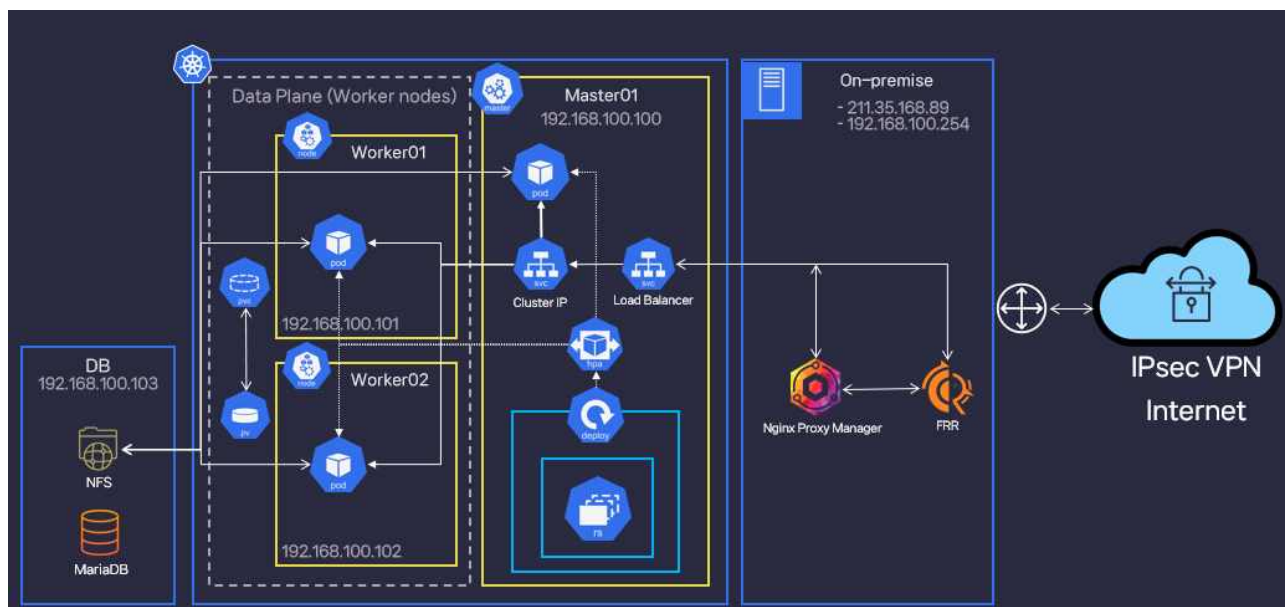 Data Plane (Worker nodes)
node
Worker01
pod
pvc
192.168.100.101
node
Worker02
pv
pod
192.168.100.102
DB
192.168.100.103
NFS
MariaDB
master
Master01
192.168.100.100
pod
svc
Cluster IP
svc
Load Balancer
hpa
deploy
rs
On-premise
- 211.35.168.89
- 192.168.100.254
Nginx Proxy Manager
FRR
IPsec VPN
Internet